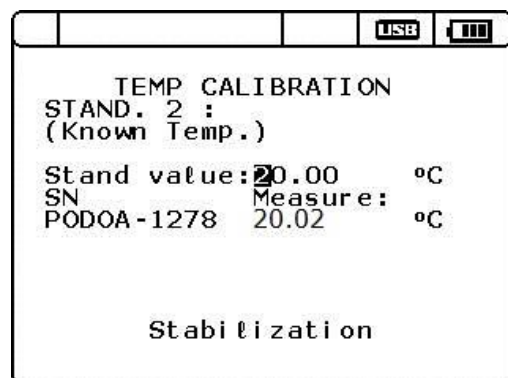 USB
TEMP CALIBRATION
STAND. 2 :
(Known Temp.)
Stand value:20.00 ºC
SN Measure:
PODOA-1278 20.02 ºC
Stabilization